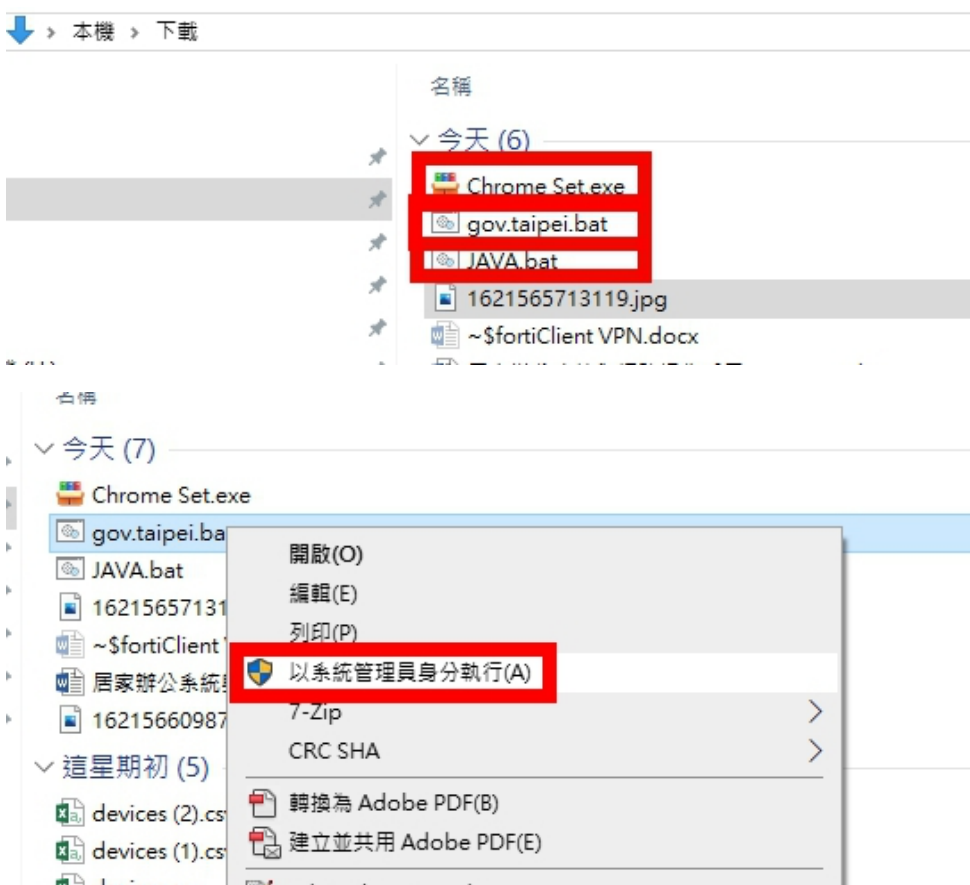 本機 > 下載
名稱
今天 (6)
Chrome Set.exe
gov.taipei.bat
JAVA.bat
1621565713119.jpg
~$fortiClient VPN.docx
名稱
今天 (7)
Chrome Set.exe
gov.taipei.ba
JAVA.bat
16215657131
~$fortiClient
居家辦公系統
16215660987
這星期初 (5)
devices (2).cs
devices (1).cs
開啟(O)
編輯(E)
列印(P)
以系統管理員身分執行(A)
7-Zip
CRC SHA
轉換為 Adobe PDF(B)
建立並共用 Adobe PDF(E)